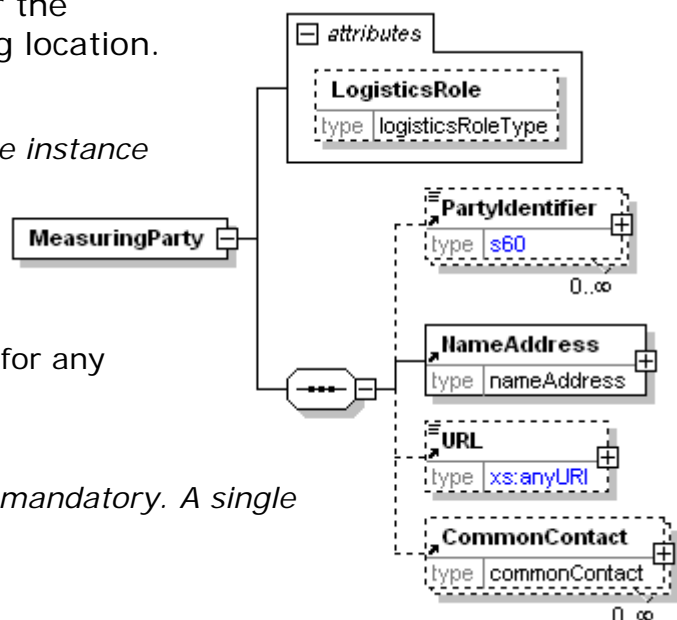 r the
g location.
e instance
for any
mandatory. A single
attributes
LogisticsRole
type logisticsRoleType
MeasuringParty
PartyIdentifier
type s60
0..∞
NameAddress
type nameAddress
URL
type xs:anyURI
CommonContact
type commonContact
0..∞